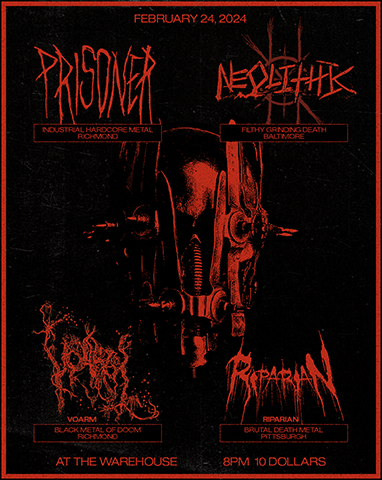 FEBRUARY 24, 2024
PRISONER
NEOLITHIC
INDUSTRIAL HARDCORE METAL
RICHMOND
FILTHY GRINDING DEATH
BALTIMORE
VOARM
RIPARIAN
VOARM
BLACK METAL OF DOOM
RICHMOND
RIPARIAN
BRUTAL DEATH METAL
PITTSBURGH
AT THE WAREHOUSE
8PM 10 DOLLARS